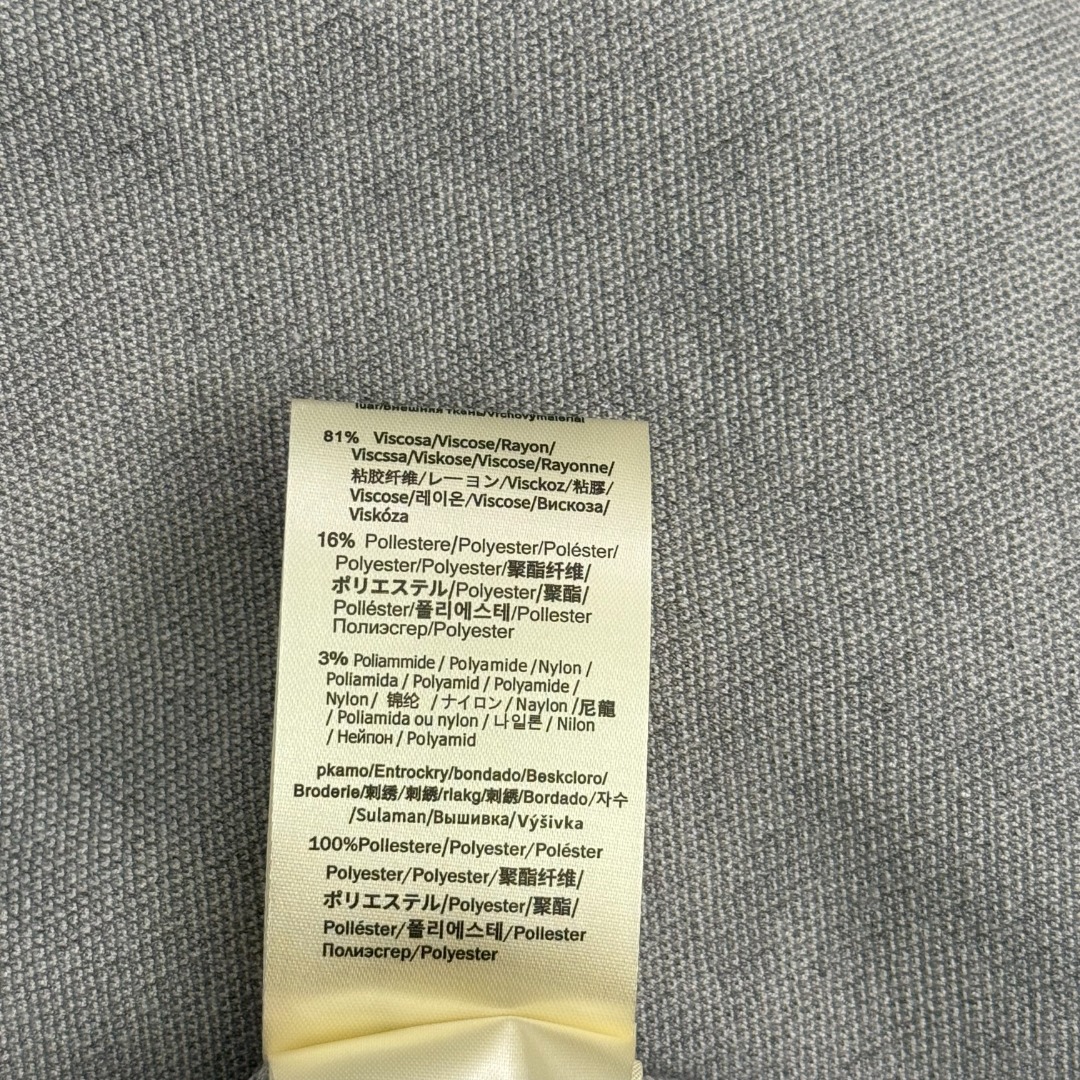 luar/внешняя ткань/vrchovýmateriál
81% Viscosa/Viscose/Rayon/
Viscssa/Viskose/Viscose/Rayonne/
粘胶纤维/レーヨン/Visckoz/粘膠/
Viscose/레이온/Viscose/Вискоза/
Viskóza
16% Pollestere/Polyester/Poléster/
Polyester/Polyester/聚酯纤维/
ポリエステル/Polyester/聚酯/
Polléster/폴리에스테/Pollester
Полиэсгер/Polyester
3% Poliammide / Polyamide / Nylon /
Poliamida / Polyamid / Polyamide /
Nylon / 锦纶 / ナイロン / Naylon /尼龍
/ Poliamida ou nylon / 나일론 / Nilon
/ Нейпон / Polyamid
pkamo/Entrockry/bondado/Beskcloro/
Broderle/刺绣/刺繍/rlakg/刺繡/Bordado/자수
/Sulaman/Вышивка/Výšivka
100%Pollestere/Polyester/Poléster
Polyester/Polyester/聚酯纤维/
ポリエステル/Polyester/聚酯/
Polléster/폴리에스테/Pollester
Полиэсгер/Polyester